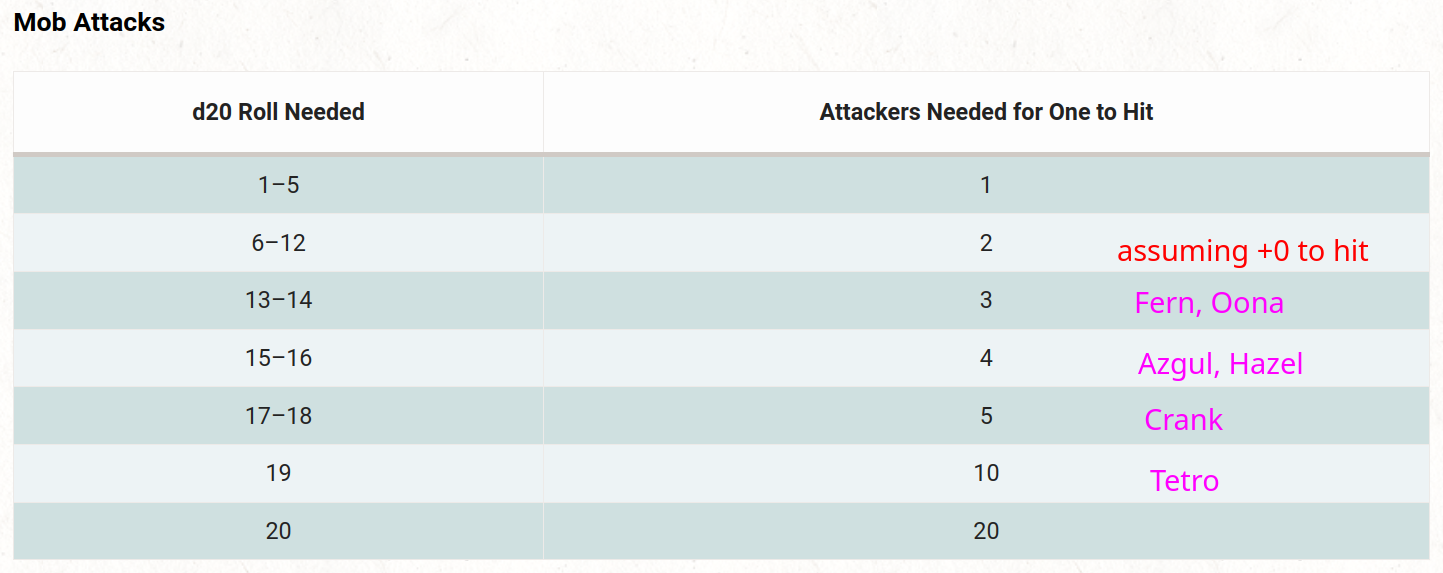 Mob Attacks
d20 Roll Needed Attackers Needed for One to Hit
1–5 1
6–12 2 assuming +0 to hit
13–14 3 Fern, Oona
15–16 4 Azgul, Hazel
17–18 5 Crank
19 10 Tetro
20 20